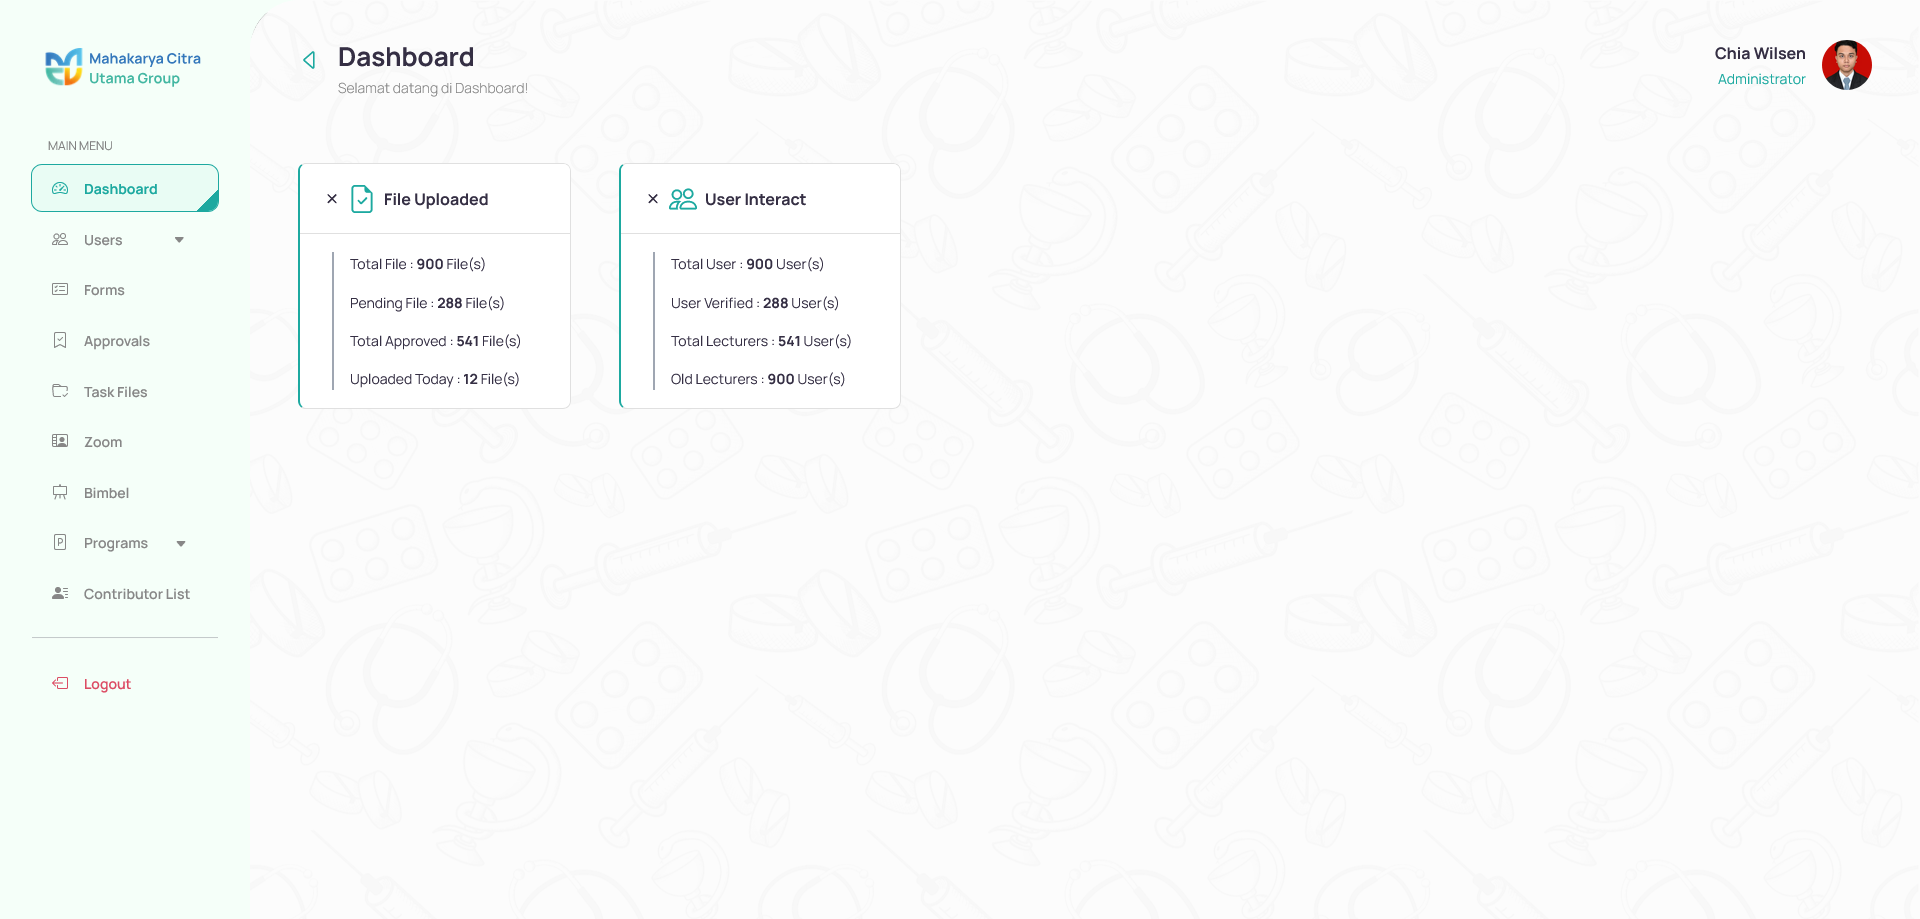 Mahakarya Citra
Utama Group
MAIN MENU
Dashboard
Users
Forms
Approvals
Task Files
Zoom
Bimbel
Programs
Contributor List
Logout
Dashboard
Selamat datang di Dashboard!
Chia Wilsen
Administrator
File Uploaded
Total File : 900 File(s)
Pending File : 288 File(s)
Total Approved : 541 File(s)
Uploaded Today : 12 File(s)
User Interact
Total User : 900 User(s)
User Verified : 288 User(s)
Total Lecturers : 541 User(s)
Old Lecturers : 900 User(s)